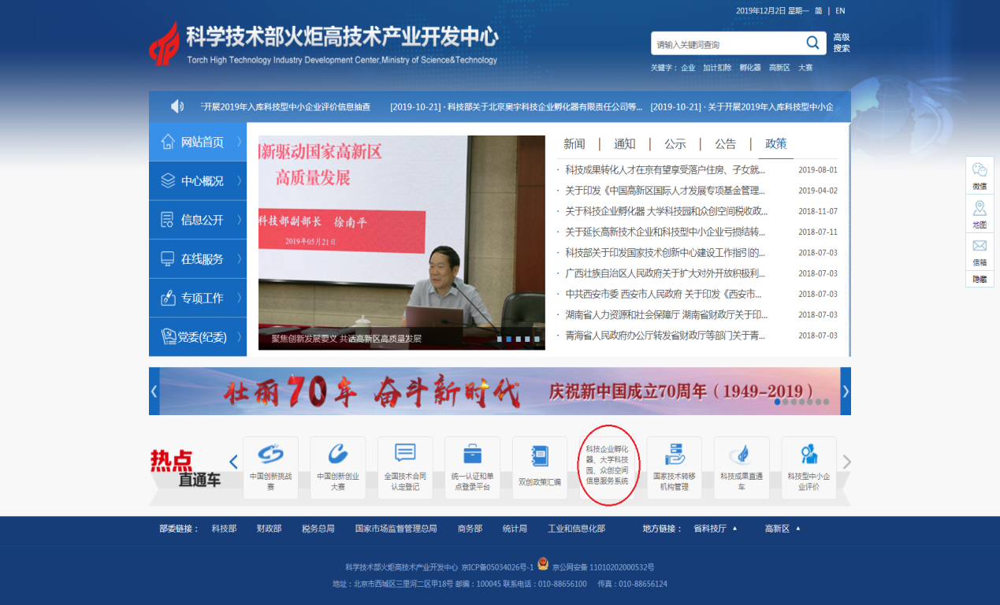 2019年12月2日 星期一 简 | EN
科学技术部火炬高技术产业开发中心
Torch High Technology Industry Development Center,Ministry of Science&Technology
请输入关键词查询
高级
搜索
关键字： 企业 加计扣除 孵化器 高新区 大赛
开展2019年入库科技型中小企业评价信息抽查 [2019-10-21] · 科技部关于北京奥宇科技企业孵化器有限责任公司等... [2019-10-21] · 关于开展2019年入库科技型中小企
网站首页
中心概况
信息公开
在线服务
专项工作
党委(纪委)
新驱动国家高新区
高质量发展
科技部副部长 徐南平
2019年05月21日
聚焦创新发展要义 共话高新区高质量发展
新闻 | 通知 | 公示 | 公告 | 政策
· 科技成果转化人才在京有望享受落户住房、子女就... 2019-08-01
· 关于印发《中国高新区国际人才发展专项基金管理... 2019-04-02
· 关于科技企业孵化器 大学科技园和众创空间税收政... 2018-11-07
· 关于延长高新技术企业和科技型中小企业亏损结转... 2018-07-11
· 科技部关于印发国家技术创新中心建设工作指引的... 2018-07-03
· 广西壮族自治区人民政府关于扩大对外开放积极利... 2018-07-03
· 中共西安市委 西安市人民政府 关于印发《西安市... 2018-07-03
· 湖南省人力资源和社会保障厅 湖南省财政厅关于印... 2018-07-03
· 青海省人民政府办公厅转发省财政厅等部门关于青... 2018-07-03
微信
地图
信箱
隐藏
壮丽70年 奋斗新时代 庆祝新中国成立70周年（1949-2019）
热点
直通车
中国创新挑战
赛
中国创新创业
大赛
全国技术合同
认定登记
统一认证和单
点登录平台
双创政策汇编
科技企业孵化
器、大学科技
园、众创空间
信息服务系统
国家技术转移
机构管理
科技成果直通
车
科技型中小企
业评价
部委链接： 科技部 财政部 税务总局 国家市场监督管理总局 商务部 统计局 工业和信息化部 地方链接： 省科技厅 ▲ 高新区 ▲
科学技术部火炬高技术产业开发中心 京ICP备05034026号-1 京公网安备 11010202000532号
地址：北京市西城区三里河二区甲18号 邮编：100045 联系电话：010-88656100 传真：010-88656124